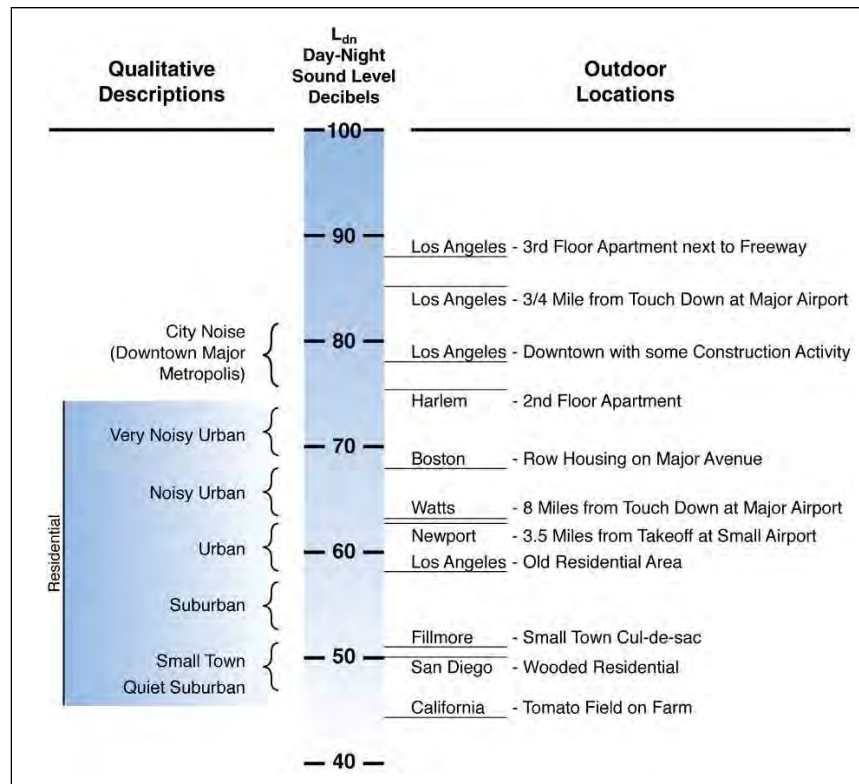 Qualitative
Descriptions
L_dn
Day-Night
Sound Level
Decibels
Outdoor
Locations
100
90
Los Angeles - 3rd Floor Apartment next to Freeway
Los Angeles - 3/4 Mile from Touch Down at Major Airport
City Noise
(Downtown Major
Metropolis)
80
Los Angeles - Downtown with some Construction Activity
Harlem - 2nd Floor Apartment
Very Noisy Urban
70
Boston - Row Housing on Major Avenue
Noisy Urban
Watts - 8 Miles from Touch Down at Major Airport
Newport - 3.5 Miles from Takeoff at Small Airport
Urban
60
Los Angeles - Old Residential Area
Residential
Suburban
Fillmore - Small Town Cul-de-sac
Small Town
Quiet Suburban
50
San Diego - Wooded Residential
California - Tomato Field on Farm
40